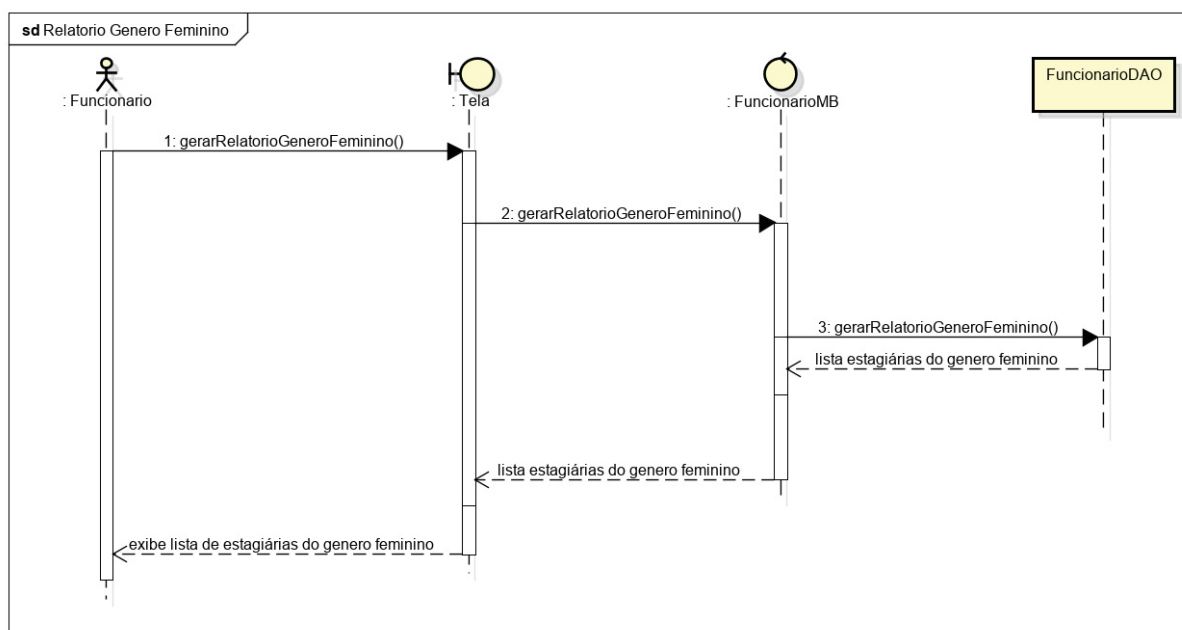 sd Relatorio Genero Feminino
: Funcionario
: Tela
: FuncionarioMB
FuncionarioDAO
1: gerarRelatorioGeneroFeminino()
2: gerarRelatorioGeneroFeminino()
3: gerarRelatorioGeneroFeminino()
lista estagiárias do genero feminino
lista estagiárias do genero feminino
exibe lista de estagiárias do genero feminino